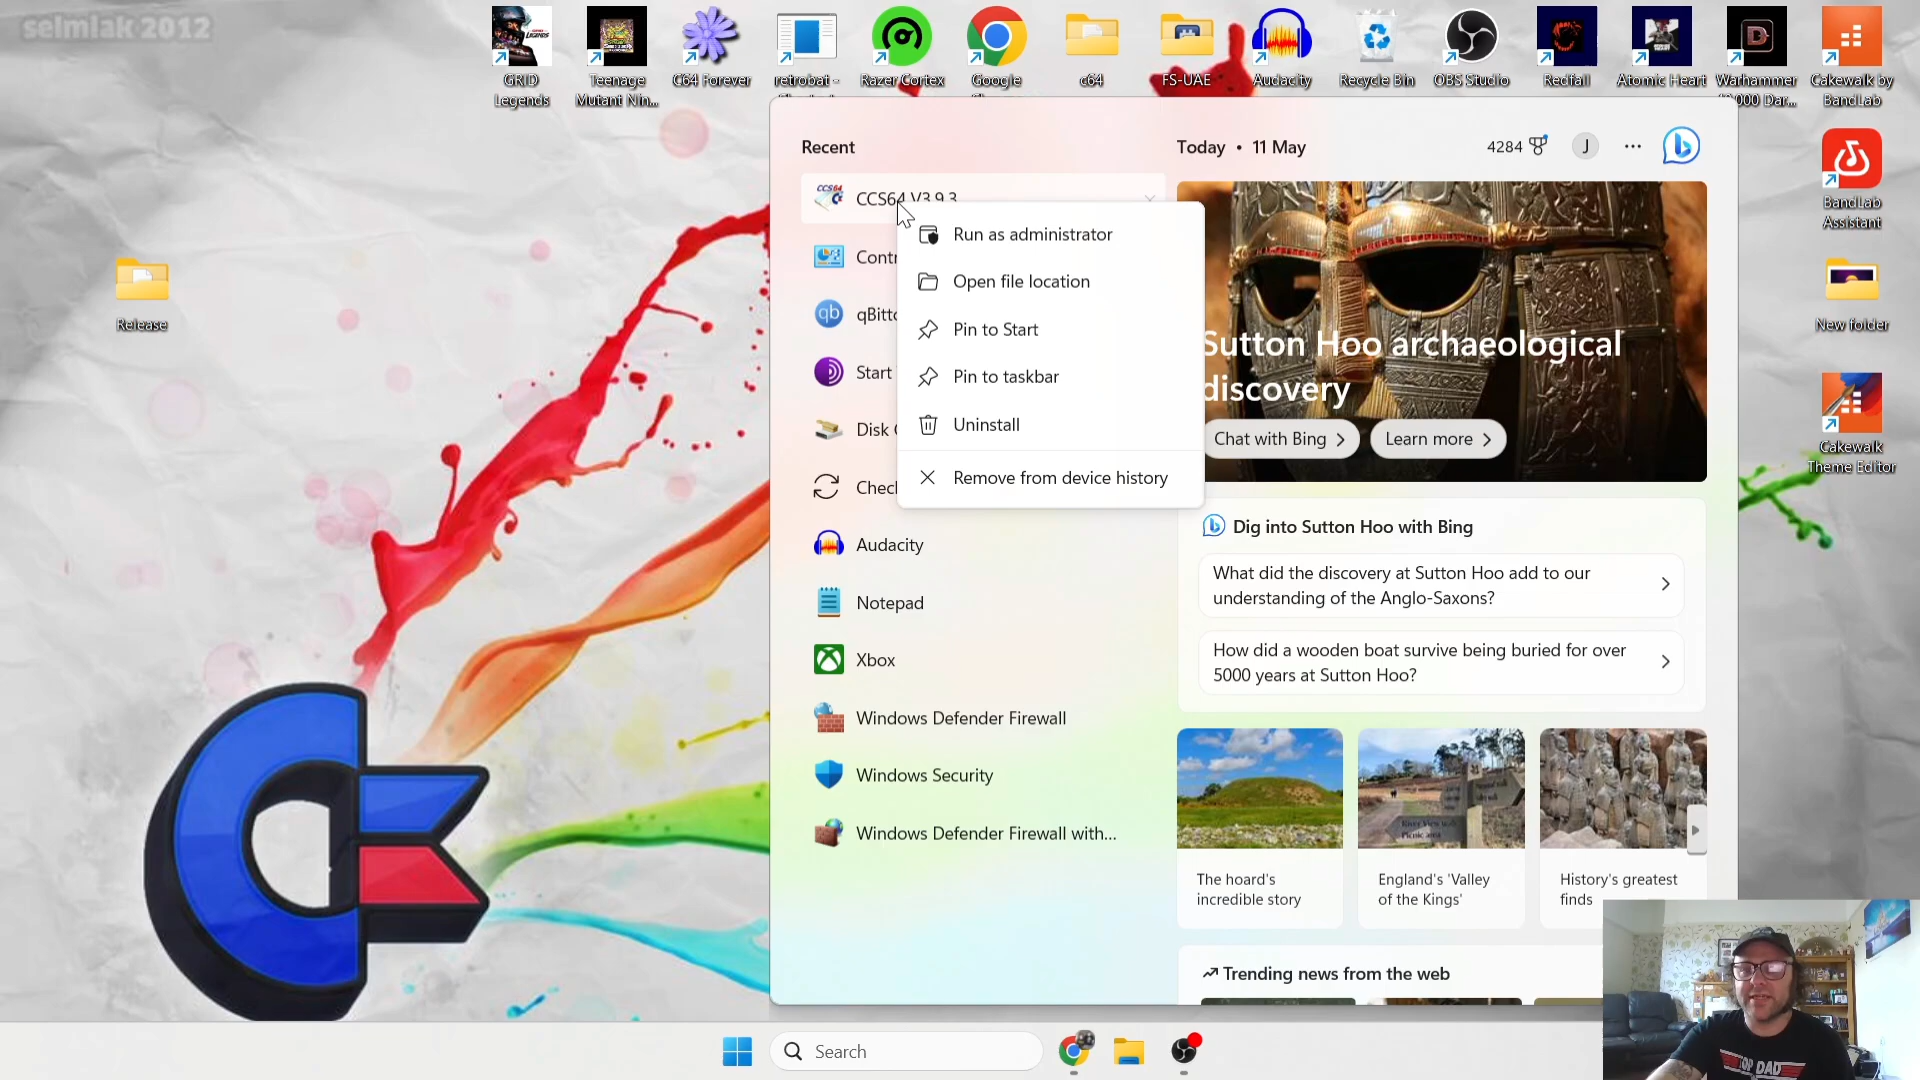 selmiak 2012
GRID
Legends
Teenage
Mutant Nin...
C64 Forever
retrobat -
Razer Cortex
Google
c64
FS-UAE
Audacity
Recycle Bin
OBS Studio
Redfall
Atomic Heart
Warhammer
40,000 Dar...
Cakewalk by
BandLab
BandLab
Assistant
Release
New folder
Cakewalk
Theme Editor
Recent
CCS64 V3.9.3
Contr
qBitto
Start
Disk
Chec
Audacity
Notepad
Xbox
Windows Defender Firewall
Windows Security
Windows Defender Firewall with...
Run as administrator
Open file location
Pin to Start
Pin to taskbar
Uninstall
Remove from device history
Today • 11 May
4284
J
Sutton Hoo archaeological
discovery
Chat with Bing
Learn more
Dig into Sutton Hoo with Bing
What did the discovery at Sutton Hoo add to our
understanding of the Anglo-Saxons?
How did a wooden boat survive being buried for over
5000 years at Sutton Hoo?
The hoard's
incredible story
England's 'Valley
of the Kings'
History's greatest
finds
Trending news from the web
Search
TOP DAD